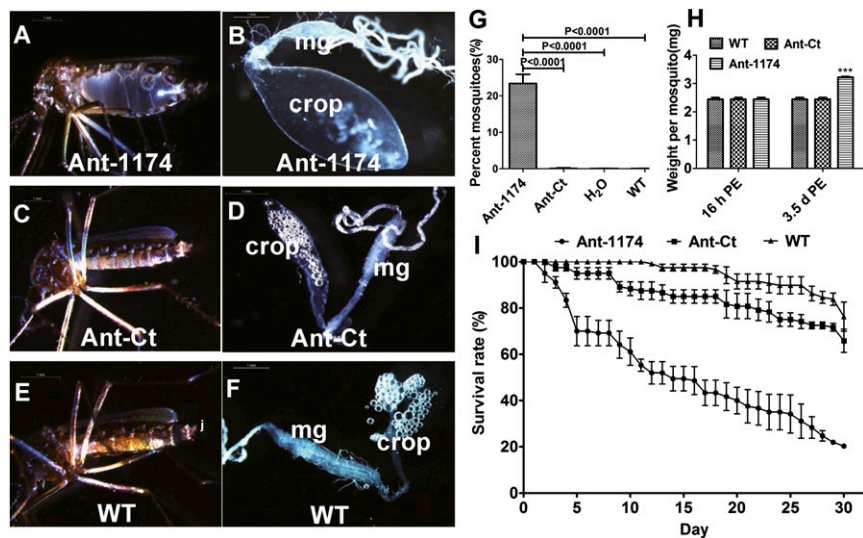 A
Ant-1174
B
mg
crop
Ant-1174
C
Ant-Ct
D
crop
mg
Ant-Ct
E
j
WT
F
mg
crop
WT
G
P<0.0001
P<0.0001
P<0.0001
Percent mosquitoes(%)
30
20
10
0
Ant-1174
Ant-Ct
H₂O
WT
H
WT Ant-Ct
Ant-1174
***
Weight per mosquito(mg)
4
3
2
1
0
16 h PE
3.5 d PE
I
Ant-1174 Ant-Ct WT
Survival rate (%)
100
80
60
40
20
0
0 5 10 15 20 25 30
Day